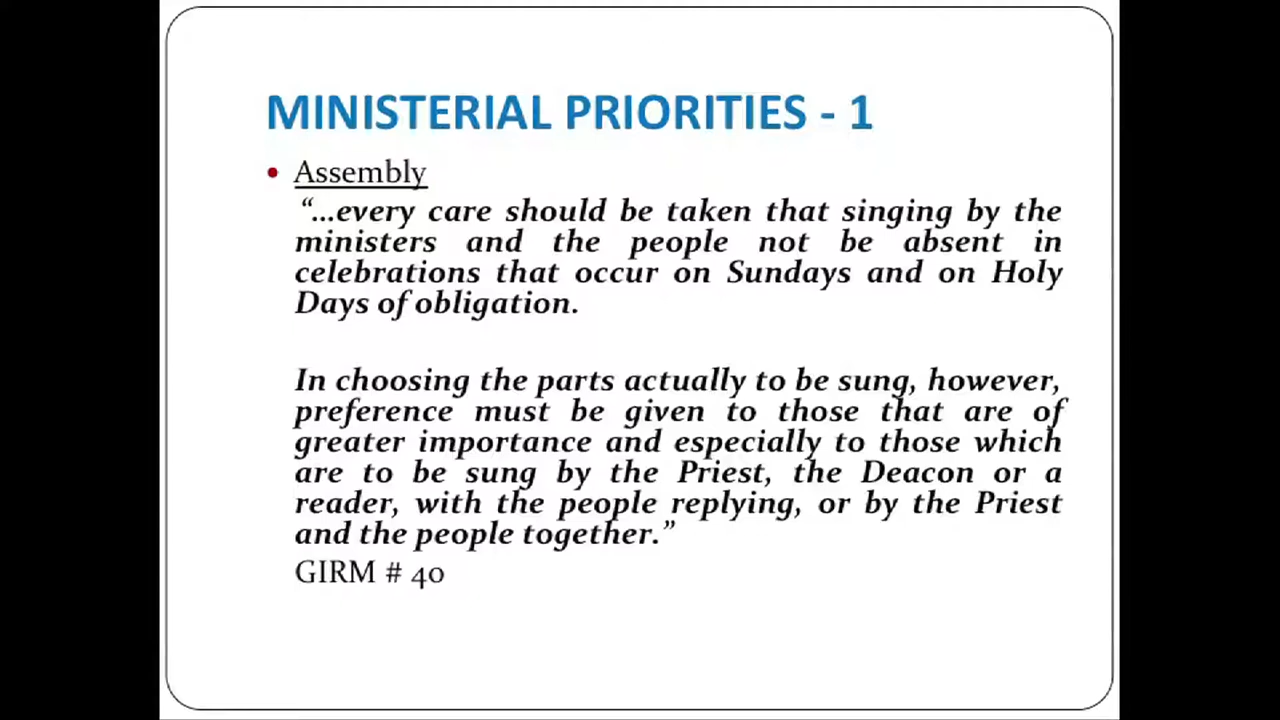 MINISTERIAL PRIORITIES - 1
• Assembly
“...every care should be taken that singing by the
ministers and the people not be absent in
celebrations that occur on Sundays and on Holy
Days of obligation.
In choosing the parts actually to be sung, however,
preference must be given to those that are of
greater importance and especially to those which
are to be sung by the Priest, the Deacon or a
reader, with the people replying, or by the Priest
and the people together.”
GIRM # 40